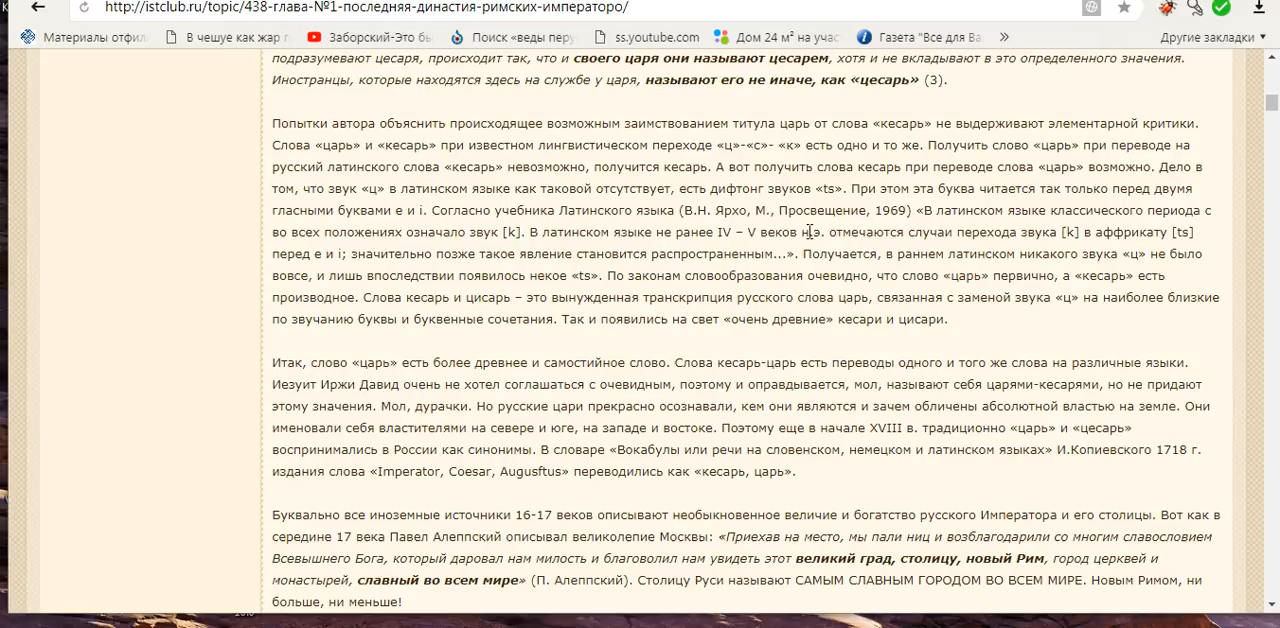 http://istclub.ru/topic/438-глава-№1-последняя-династия-римских-императоро/
Материалы отфил
В чешуе как жар г
Заборский-Это бы
Поиск «веды перу
ss.youtube.com
Дом 24 м² на учас
Газета "Все для Ва
»
Другие закладки
подразумевают цесаря, происходит так, что и своего царя они называют цесарем, хотя и не вкладывают в это определенного значения.
Иностранцы, которые находятся здесь на службе у царя, называют его не иначе, как «цесарь» (3).
Попытки автора объяснить происходящее возможным заимствованием титула царь от слова «кесарь» не выдерживают элементарной критики.
Слова «царь» и «кесарь» при известном лингвистическом переходе «ц»-«с»- «к» есть одно и то же. Получить слово «царь» при переводе на
русский латинского слова «кесарь» невозможно, получится кесарь. А вот получить слова кесарь при переводе слова «царь» возможно. Дело в
том, что звук «ц» в латинском языке как таковой отсутствует, есть дифтонг звуков «ts». При этом эта буква читается так только перед двумя
гласными буквами e и i. Согласно учебника Латинского языка (В.Н. Ярхо, М., Просвещение, 1969) «В латинском языке классического периода с
во всех положениях означало звук [k]. В латинском языке не ранее IV – V веков н.э. отмечаются случаи перехода звука [k] в аффрикату [ts]
перед e и i; значительно позже такое явление становится распространенным...». Получается, в раннем латинском никакого звука «ц» не было
вовсе, и лишь впоследствии появилось некое «ts». По законам словообразования очевидно, что слово «царь» первично, а «кесарь» есть
производное. Слова кесарь и цисарь – это вынужденная транскрипция русского слова царь, связанная с заменой звука «ц» на наиболее близкие
по звучанию буквы и буквенные сочетания. Так и появились на свет «очень древние» кесари и цисари.
Итак, слово «царь» есть более древнее и самостийное слово. Слова кесарь-царь есть переводы одного и того же слова на различные языки.
Иезуит Иржи Давид очень не хотел соглашаться с очевидным, поэтому и оправдывается, мол, называют себя царями-кесарями, но не придают
этому значения. Мол, дурачки. Но русские цари прекрасно осознавали, кем они являются и зачем обличены абсолютной властью на земле. Они
именовали себя властителями на севере и юге, на западе и востоке. Поэтому еще в начале XVIII в. традиционно «царь» и «цесарь»
воспринимались в России как синонимы. В словаре «Вокабулы или речи на словенском, немецком и латинском языках» И.Копиевского 1718 г.
издания слова «Imperator, Coesar, Augusftus» переводились как «кесарь, царь».
Буквально все иноземные источники 16-17 веков описывают необыкновенное величие и богатство русского Императора и его столицы. Вот как в
середине 17 века Павел Алеппский описывал великолепие Москвы: «Приехав на место, мы пали ниц и возблагодарили со многим славословием
Всевышнего Бога, который даровал нам милость и благоволил нам увидеть этот великий град, столицу, новый Рим, город церквей и
монастырей, славный во всем мире» (П. Алеппский). Столицу Руси называют САМЫМ СЛАВНЫМ ГОРОДОМ ВО ВСЕМ МИРЕ. Новым Римом, ни
больше, ни меньше!